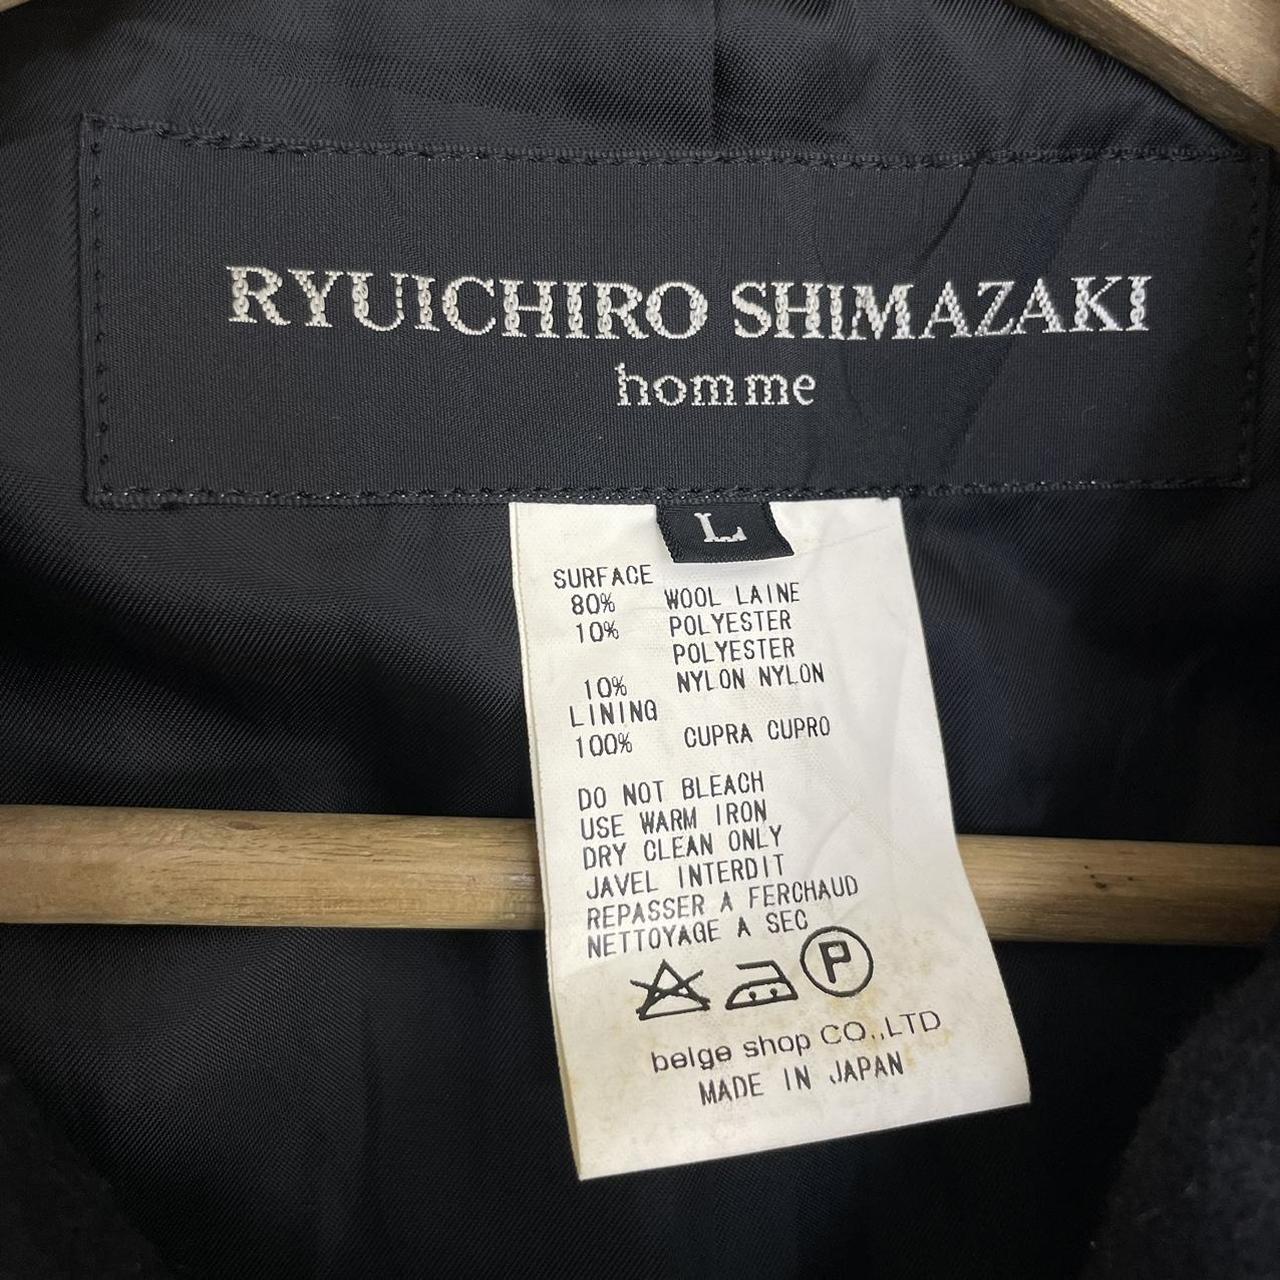 RYUICHIRO SHIMAZAKI
homme
L
SURFACE
80% WOOL LAINE
10% POLYESTER
POLYESTER
10% NYLON NYLON
LINING
100% CUPRA CUPRO
DO NOT BLEACH
USE WARM IRON
DRY CLEAN ONLY
JAVEL INTERDIT
REPASSER A FERCHAUD
NETTOYAGE A SEC
P
belge shop CO.,LTD
MADE IN JAPAN